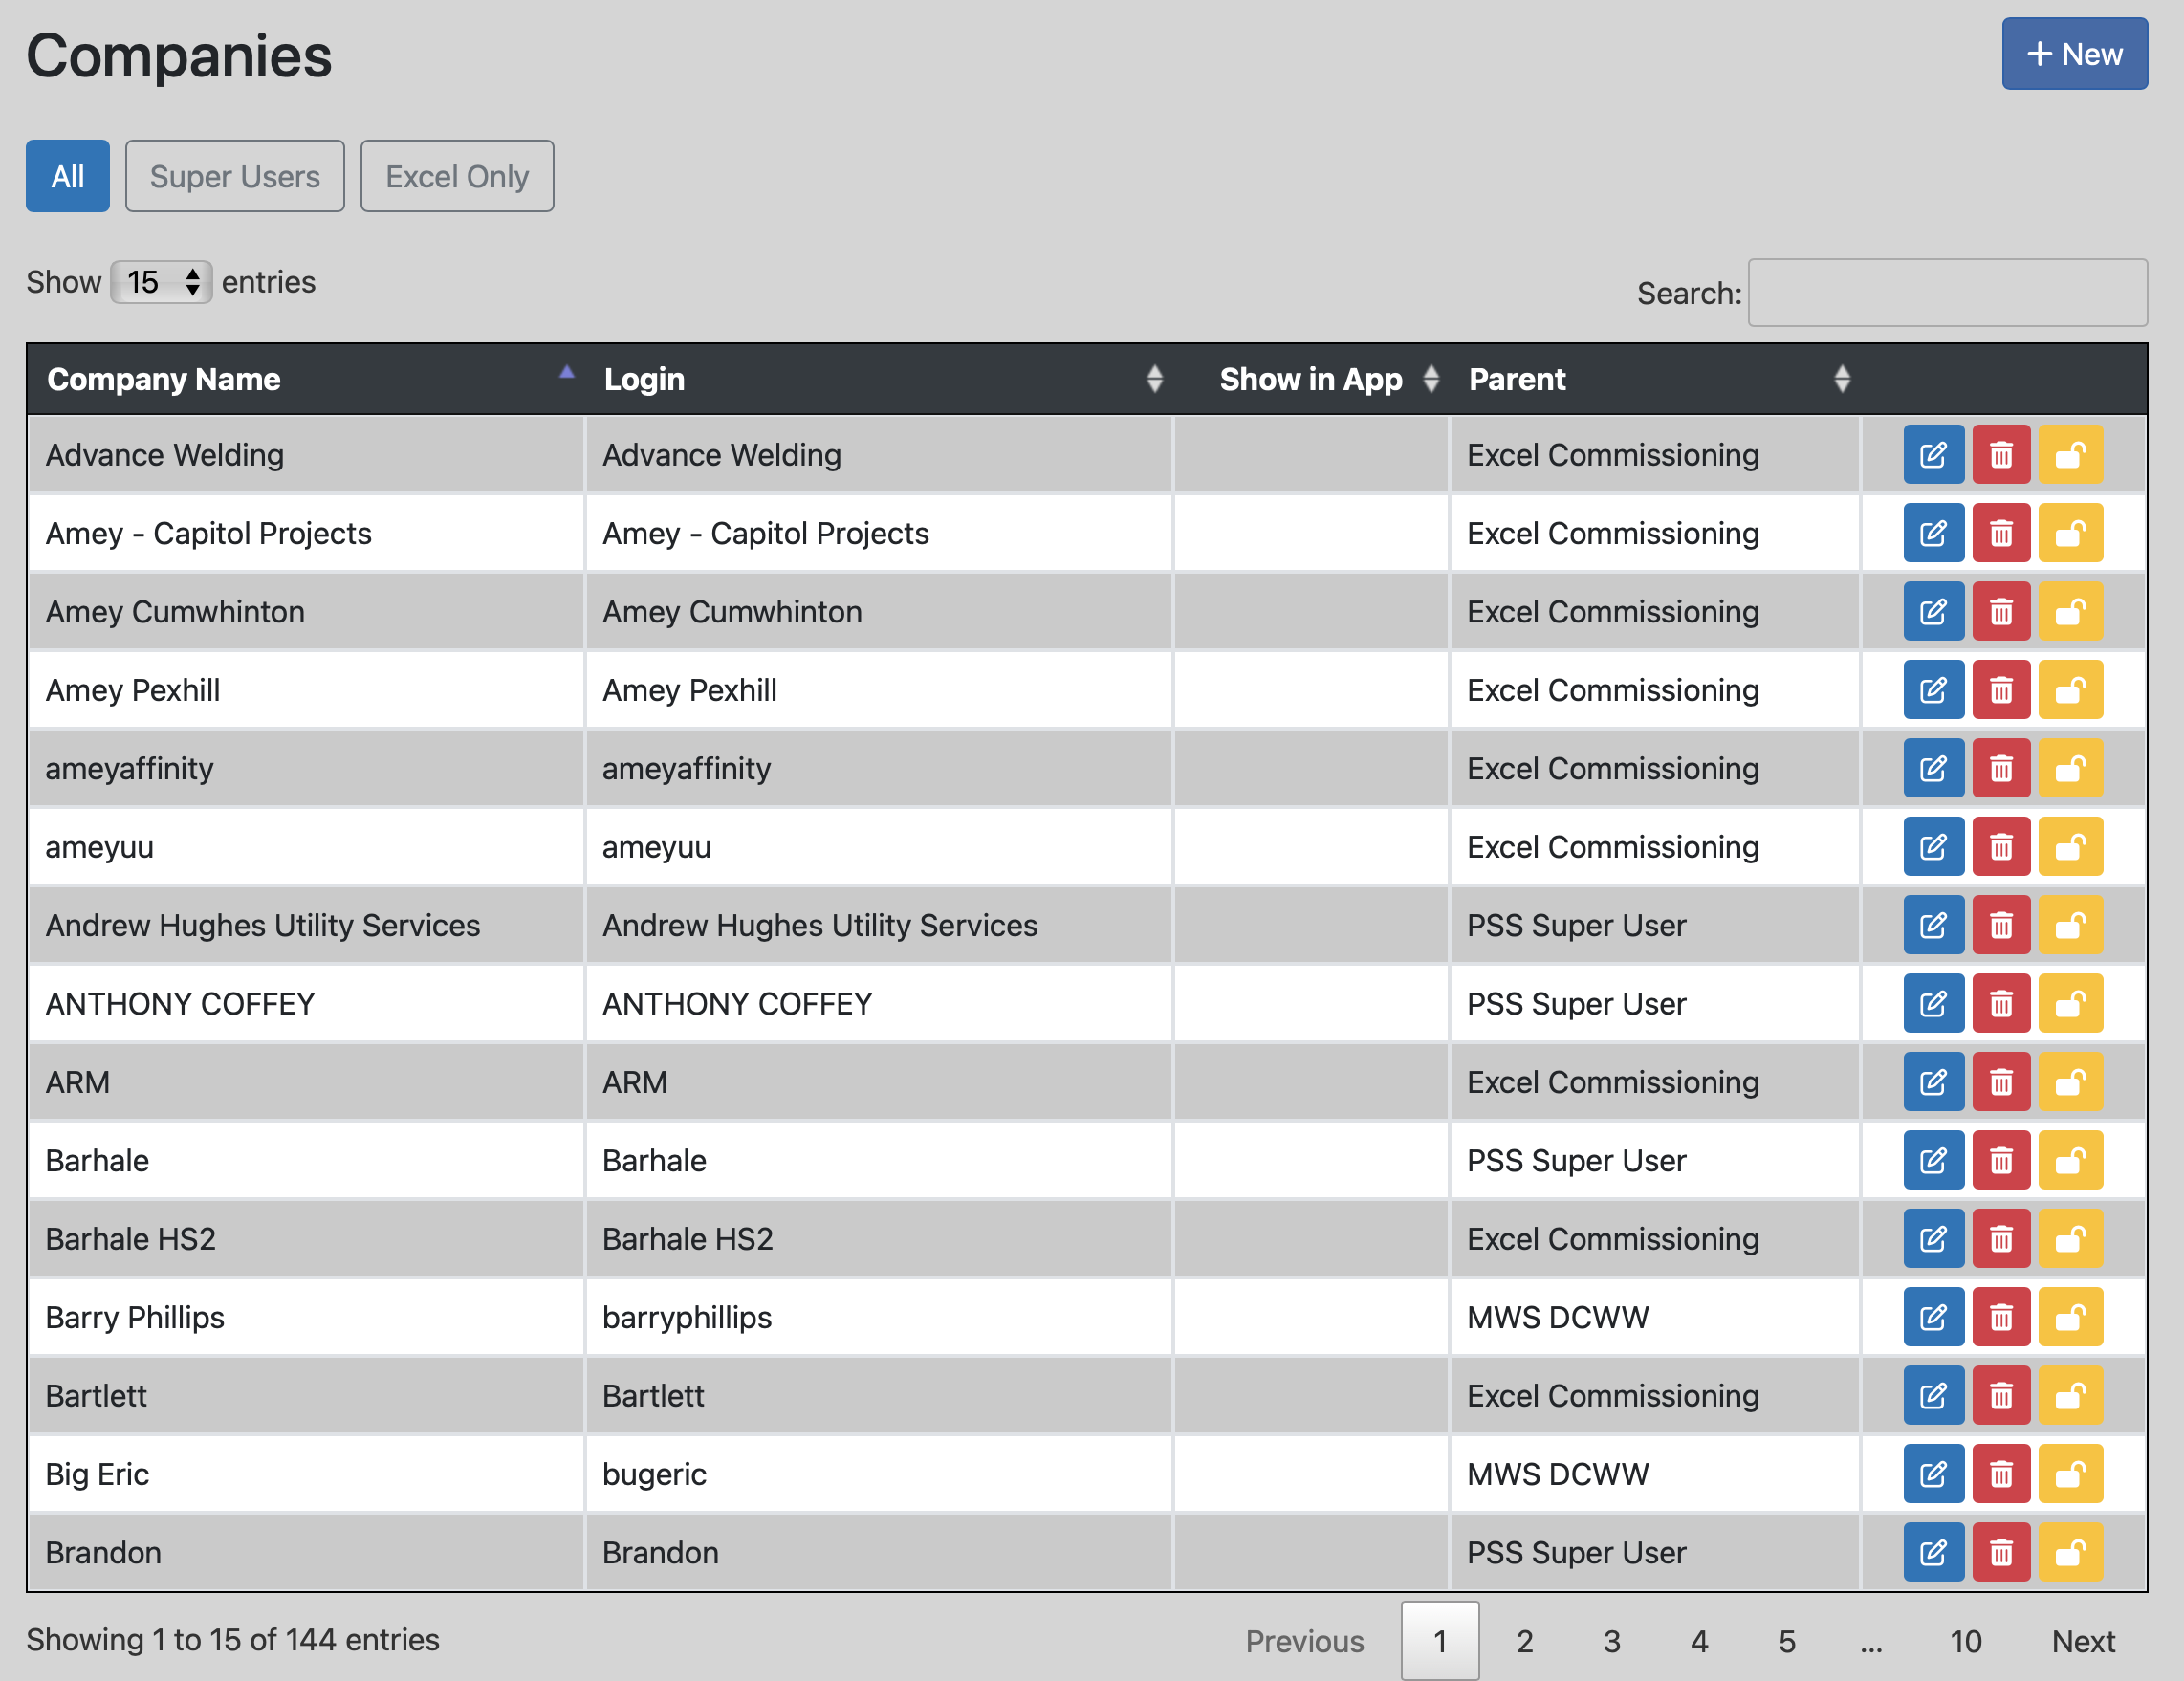 Companies
+ New
All Super Users Excel Only
Show 15 entries
Search:
Company Name Login Show in App Parent
Advance Welding Advance Welding Excel Commissioning
Amey - Capitol Projects Amey - Capitol Projects Excel Commissioning
Amey Cumwhinton Amey Cumwhinton Excel Commissioning
Amey Pexhill Amey Pexhill Excel Commissioning
ameyaffinity ameyaffinity Excel Commissioning
ameyuu ameyuu Excel Commissioning
Andrew Hughes Utility Services Andrew Hughes Utility Services PSS Super User
ANTHONY COFFEY ANTHONY COFFEY PSS Super User
ARM ARM Excel Commissioning
Barhale Barhale PSS Super User
Barhale HS2 Barhale HS2 Excel Commissioning
Barry Phillips barryphillips MWS DCWW
Bartlett Bartlett Excel Commissioning
Big Eric bugeric MWS DCWW
Brandon Brandon PSS Super User
Showing 1 to 15 of 144 entries
Previous 1 2 3 4 5 ... 10 Next